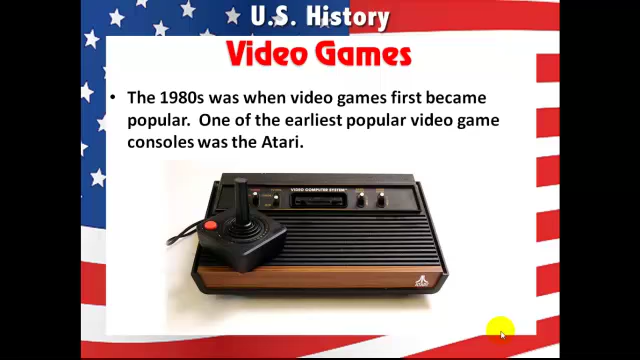 U.S. History
Video Games
• The 1980s was when video games first became
popular.  One of the earliest popular video game
consoles was the Atari.
VIDEO COMPUTER SYSTEM
ATARI